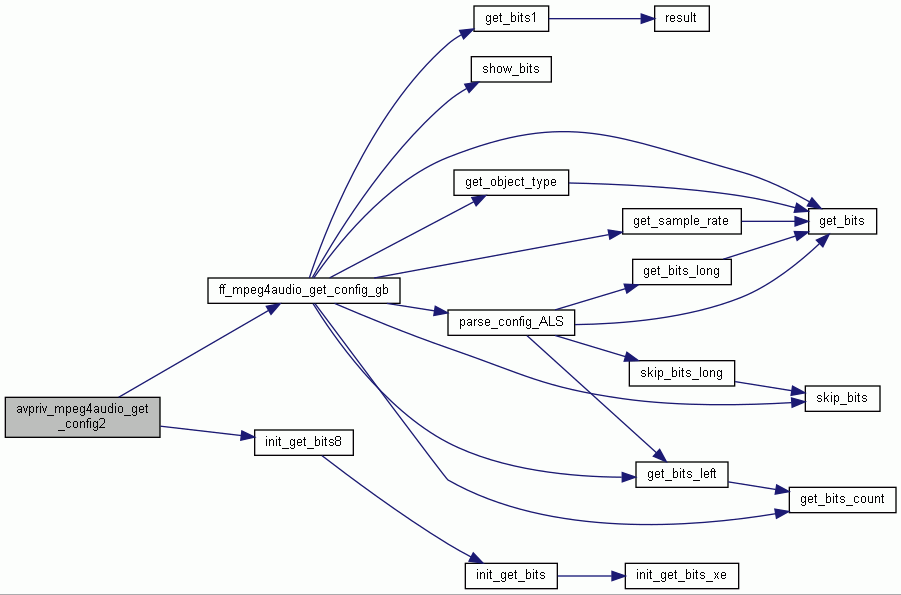 get_bits1
result
show_bits
get_object_type
get_sample_rate
get_bits
get_bits_long
ff_mpeg4audio_get_config_gb
parse_config_ALS
skip_bits_long
skip_bits
avpriv_mpeg4audio_get
_config2
init_get_bits8
get_bits_left
get_bits_count
init_get_bits
init_get_bits_xe